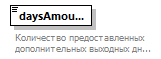 daysAmou...
Количество предоставленных
дополнительных выходных дн...